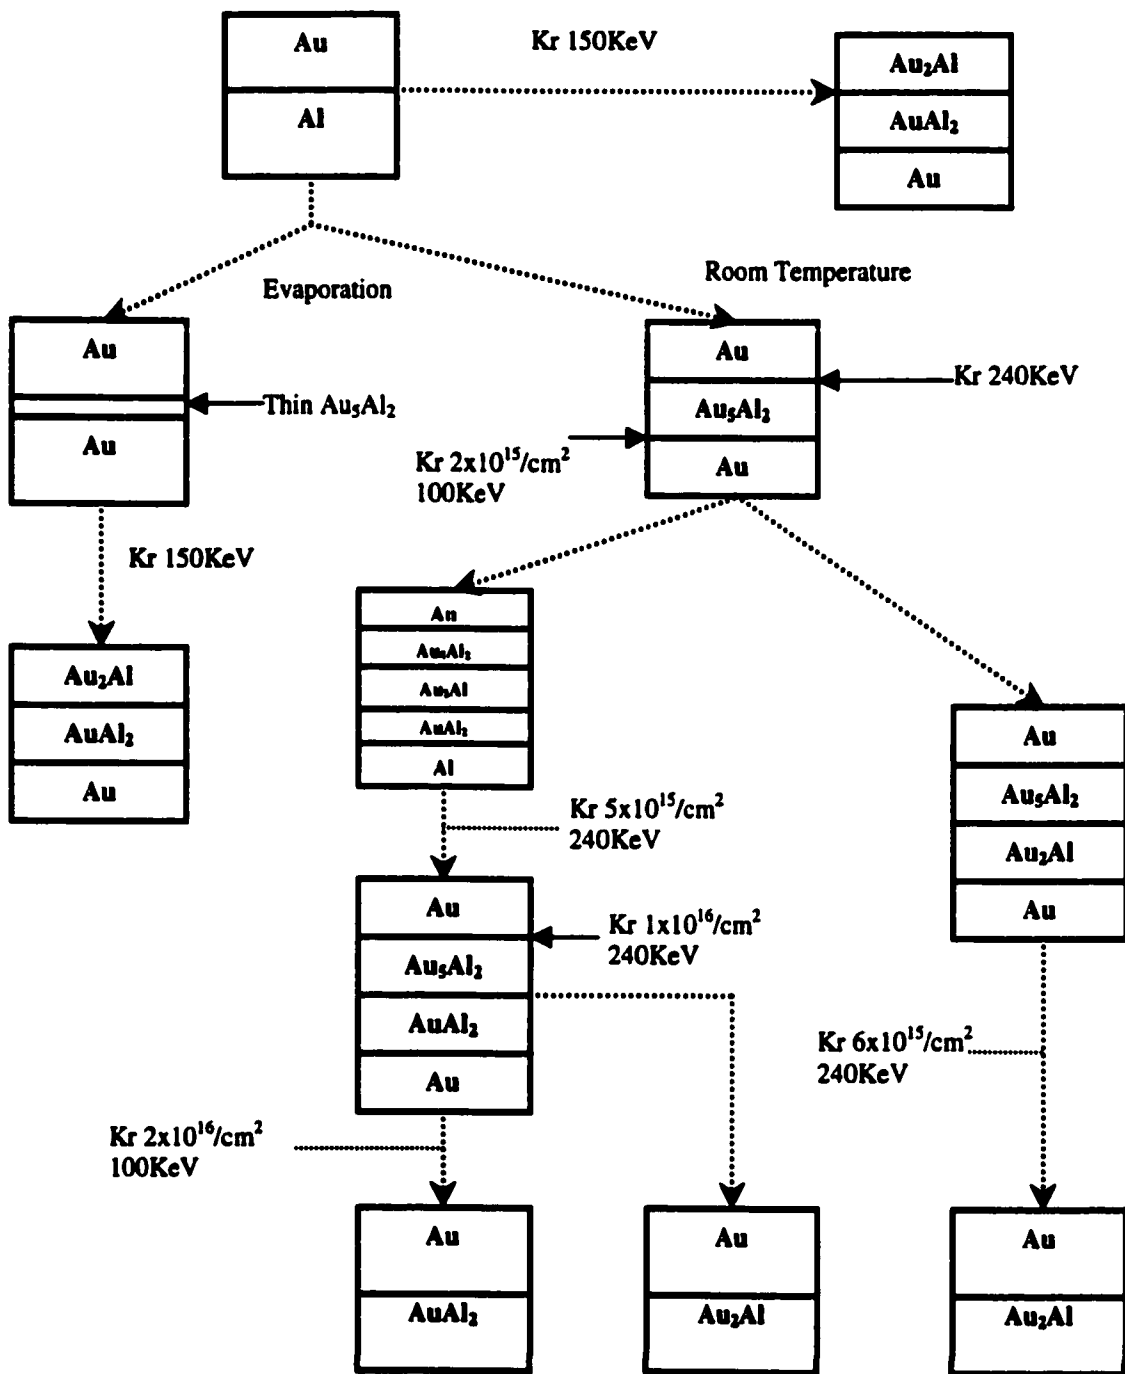 Au
Al
Kr 150KeV
Au₂Al
AuAl₂
Au
Evaporation
Room Temperature
Au
Thin Au₅Al₂
Au
Au
Au₅Al₂
Au
Kr 240KeV
Kr 2x10¹⁵/cm²
100KeV
Kr 150KeV
Au₂Al
AuAl₂
Au
Au
AuAl₂
Al
Kr 5x10¹⁵/cm²
240KeV
Au
Au₅Al₂
Au₂Al
Au
Au
Au₅Al₂
AuAl₂
Au
Kr 1x10¹⁶/cm²
240KeV
Kr 6x10¹⁵/cm²
240KeV
Kr 2x10¹⁶/cm²
100KeV
Au
AuAl₂
Au
Au₂Al
Au
Au₂Al